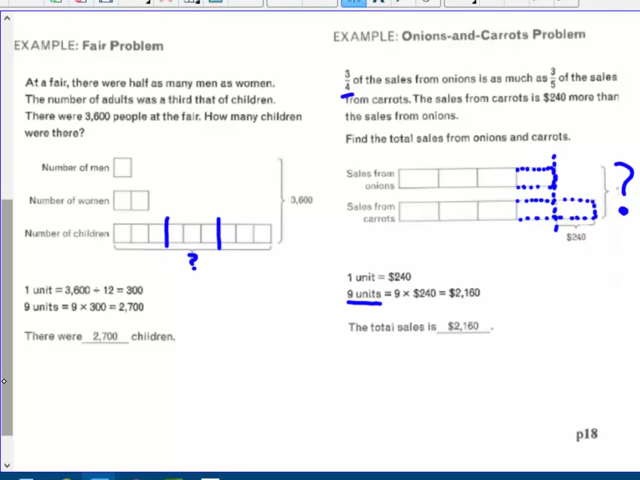 EXAMPLE: Fair Problem
At a fair, there were half as many men as women.
The number of adults was a third that of children.
There were 3,600 people at the fair. How many children
were there?
Number of men
Number of women
3,600
Number of children
?
1 unit = 3,600 ÷ 12 = 300
9 units = 9 × 300 = 2,700
There were 2,700 children.
EXAMPLE: Onions-and-Carrots Problem
3/4 of the sales from onions is as much as 3/5 of the sales
from carrots. The sales from carrots is $240 more than
the sales from onions.
Find the total sales from onions and carrots.
Sales from
onions
?
Sales from
carrots
$240
1 unit = $240
9 units = 9 × $240 = $2,160
The total sales is $2,160.
p18